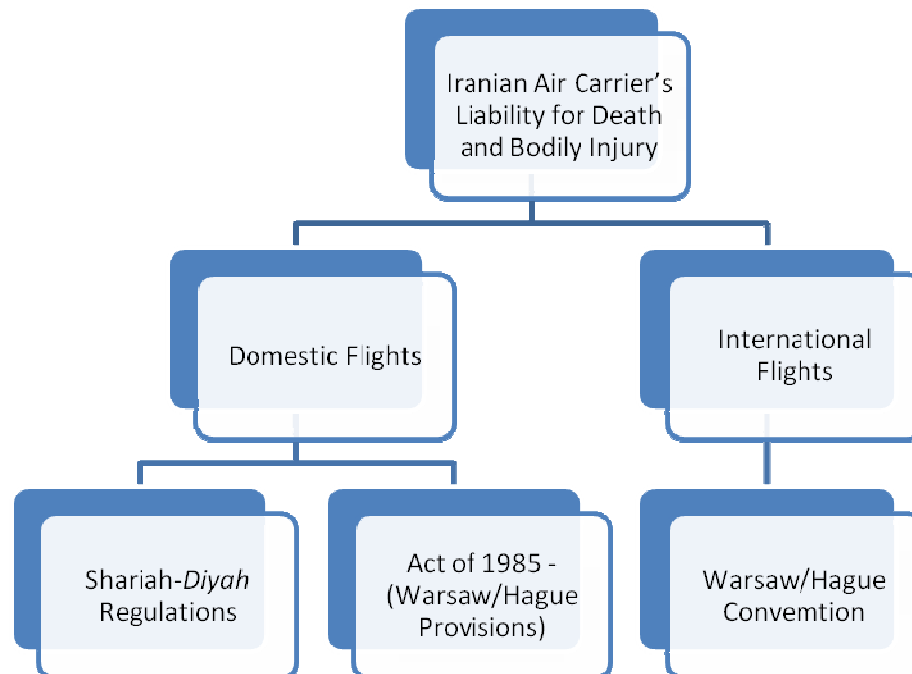 Iranian Air Carrier’s
Liability for Death
and Bodily Injury
Domestic Flights
International
Flights
Shariah-Diyah
Regulations
Act of 1985 -
(Warsaw/Hague
Provisions)
Warsaw/Hague
Convemtion